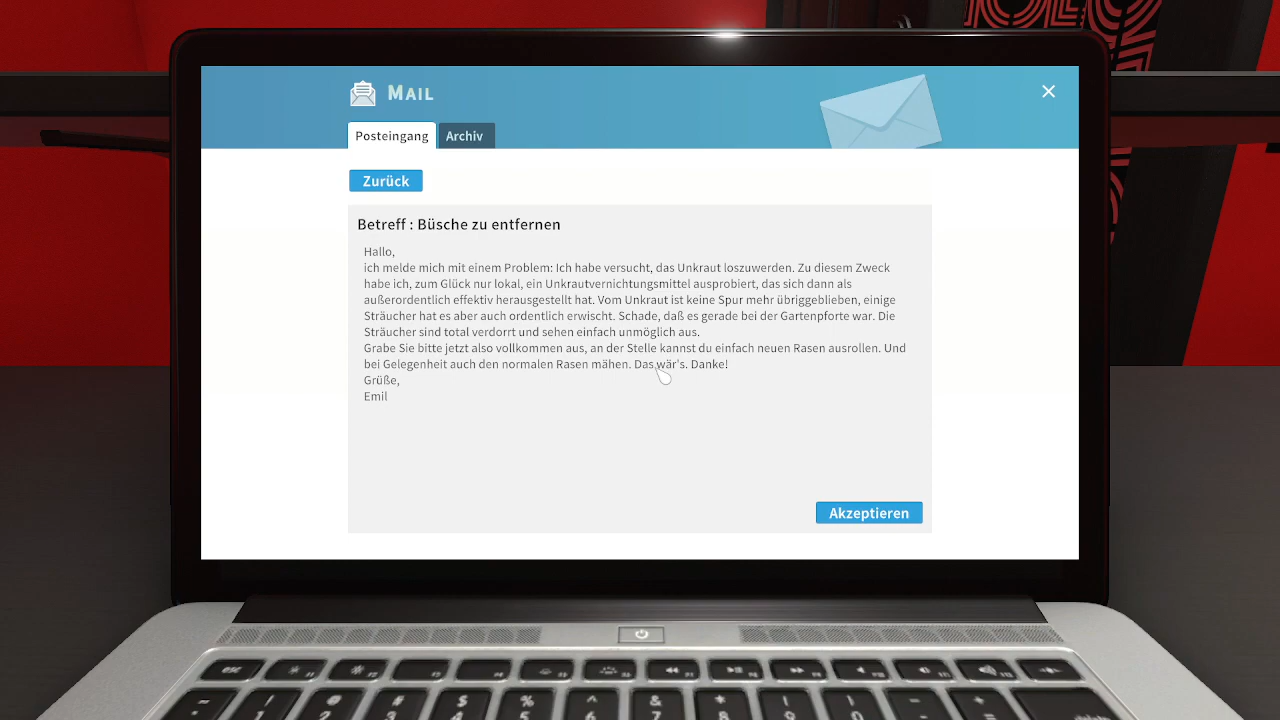 Mail
Posteingang
Archiv
Zurück
Betreff : Büsche zu entfernen
Hallo,
ich melde mich mit einem Problem: Ich habe versucht, das Unkraut loszuwerden. Zu diesem Zweck
habe ich, zum Glück nur lokal, ein Unkrautvernichtungsmittel ausprobiert, das sich dann als
außerordentlich effektiv herausgestellt hat. Vom Unkraut ist keine Spur mehr übriggeblieben, einige
Sträucher hat es aber auch ordentlich erwischt. Schade, daß es gerade bei der Gartenpforte war. Die
Sträucher sind total verdorrt und sehen einfach unmöglich aus.
Grabe Sie bitte jetzt also vollkommen aus, an der Stelle kannst du einfach neuen Rasen ausrollen. Und
bei Gelegenheit auch den normalen Rasen mähen. Das wär's. Danke!
Grüße,
Emil
Akzeptieren
esc